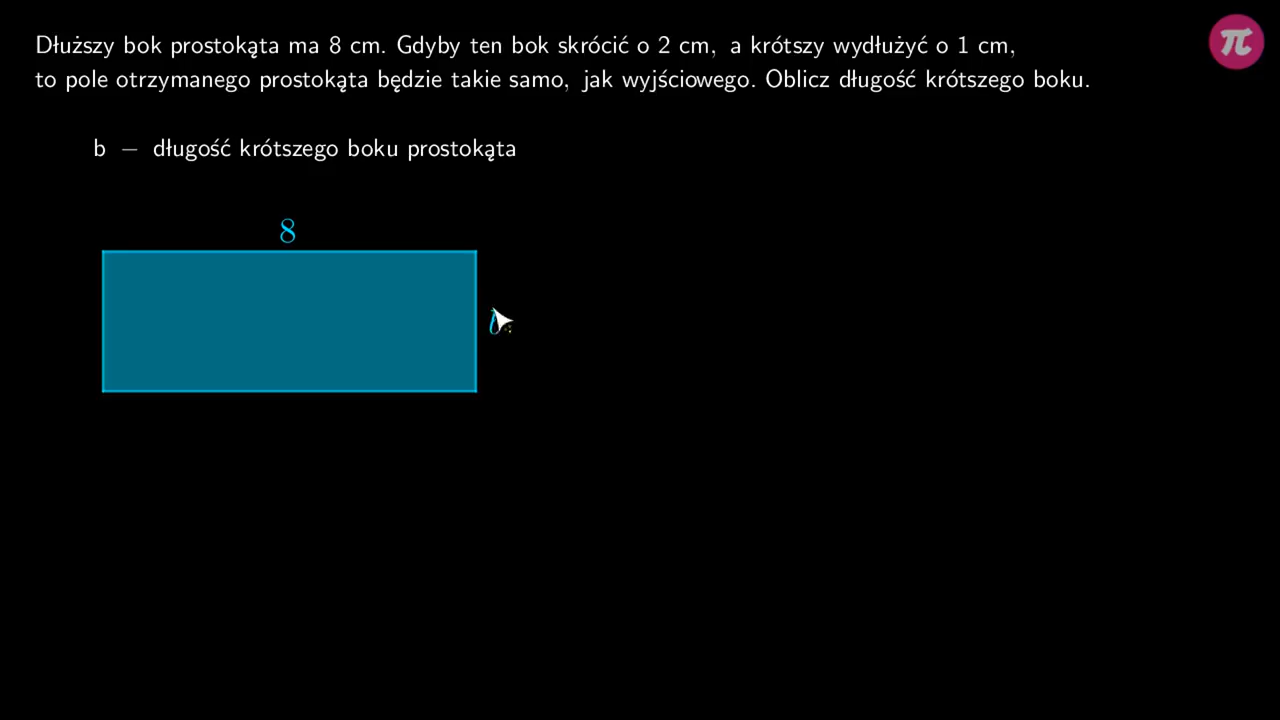 Dłuższy bok prostokąta ma 8 cm. Gdyby ten bok skrócić o 2 cm, a krótszy wydłużyć o 1 cm,
to pole otrzymanego prostokąta będzie takie samo, jak wyjściowego. Oblicz długość krótszego boku.
b – długość krótszego boku prostokąta
8
π